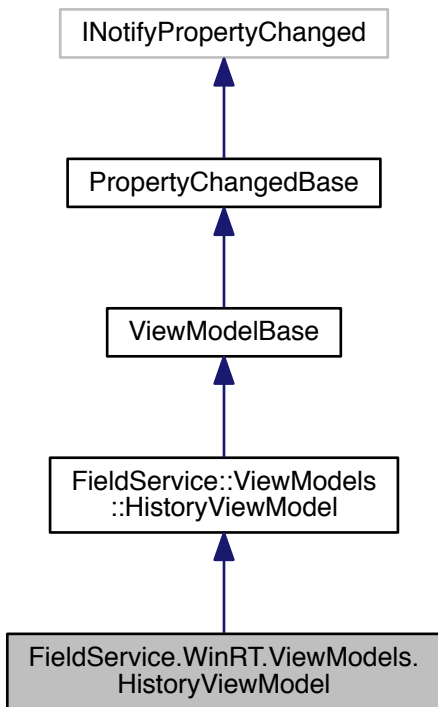 INotifyPropertyChanged
PropertyChangedBase
ViewModelBase
FieldService::ViewModels
::HistoryViewModel
FieldService.WinRT.ViewModels.
HistoryViewModel